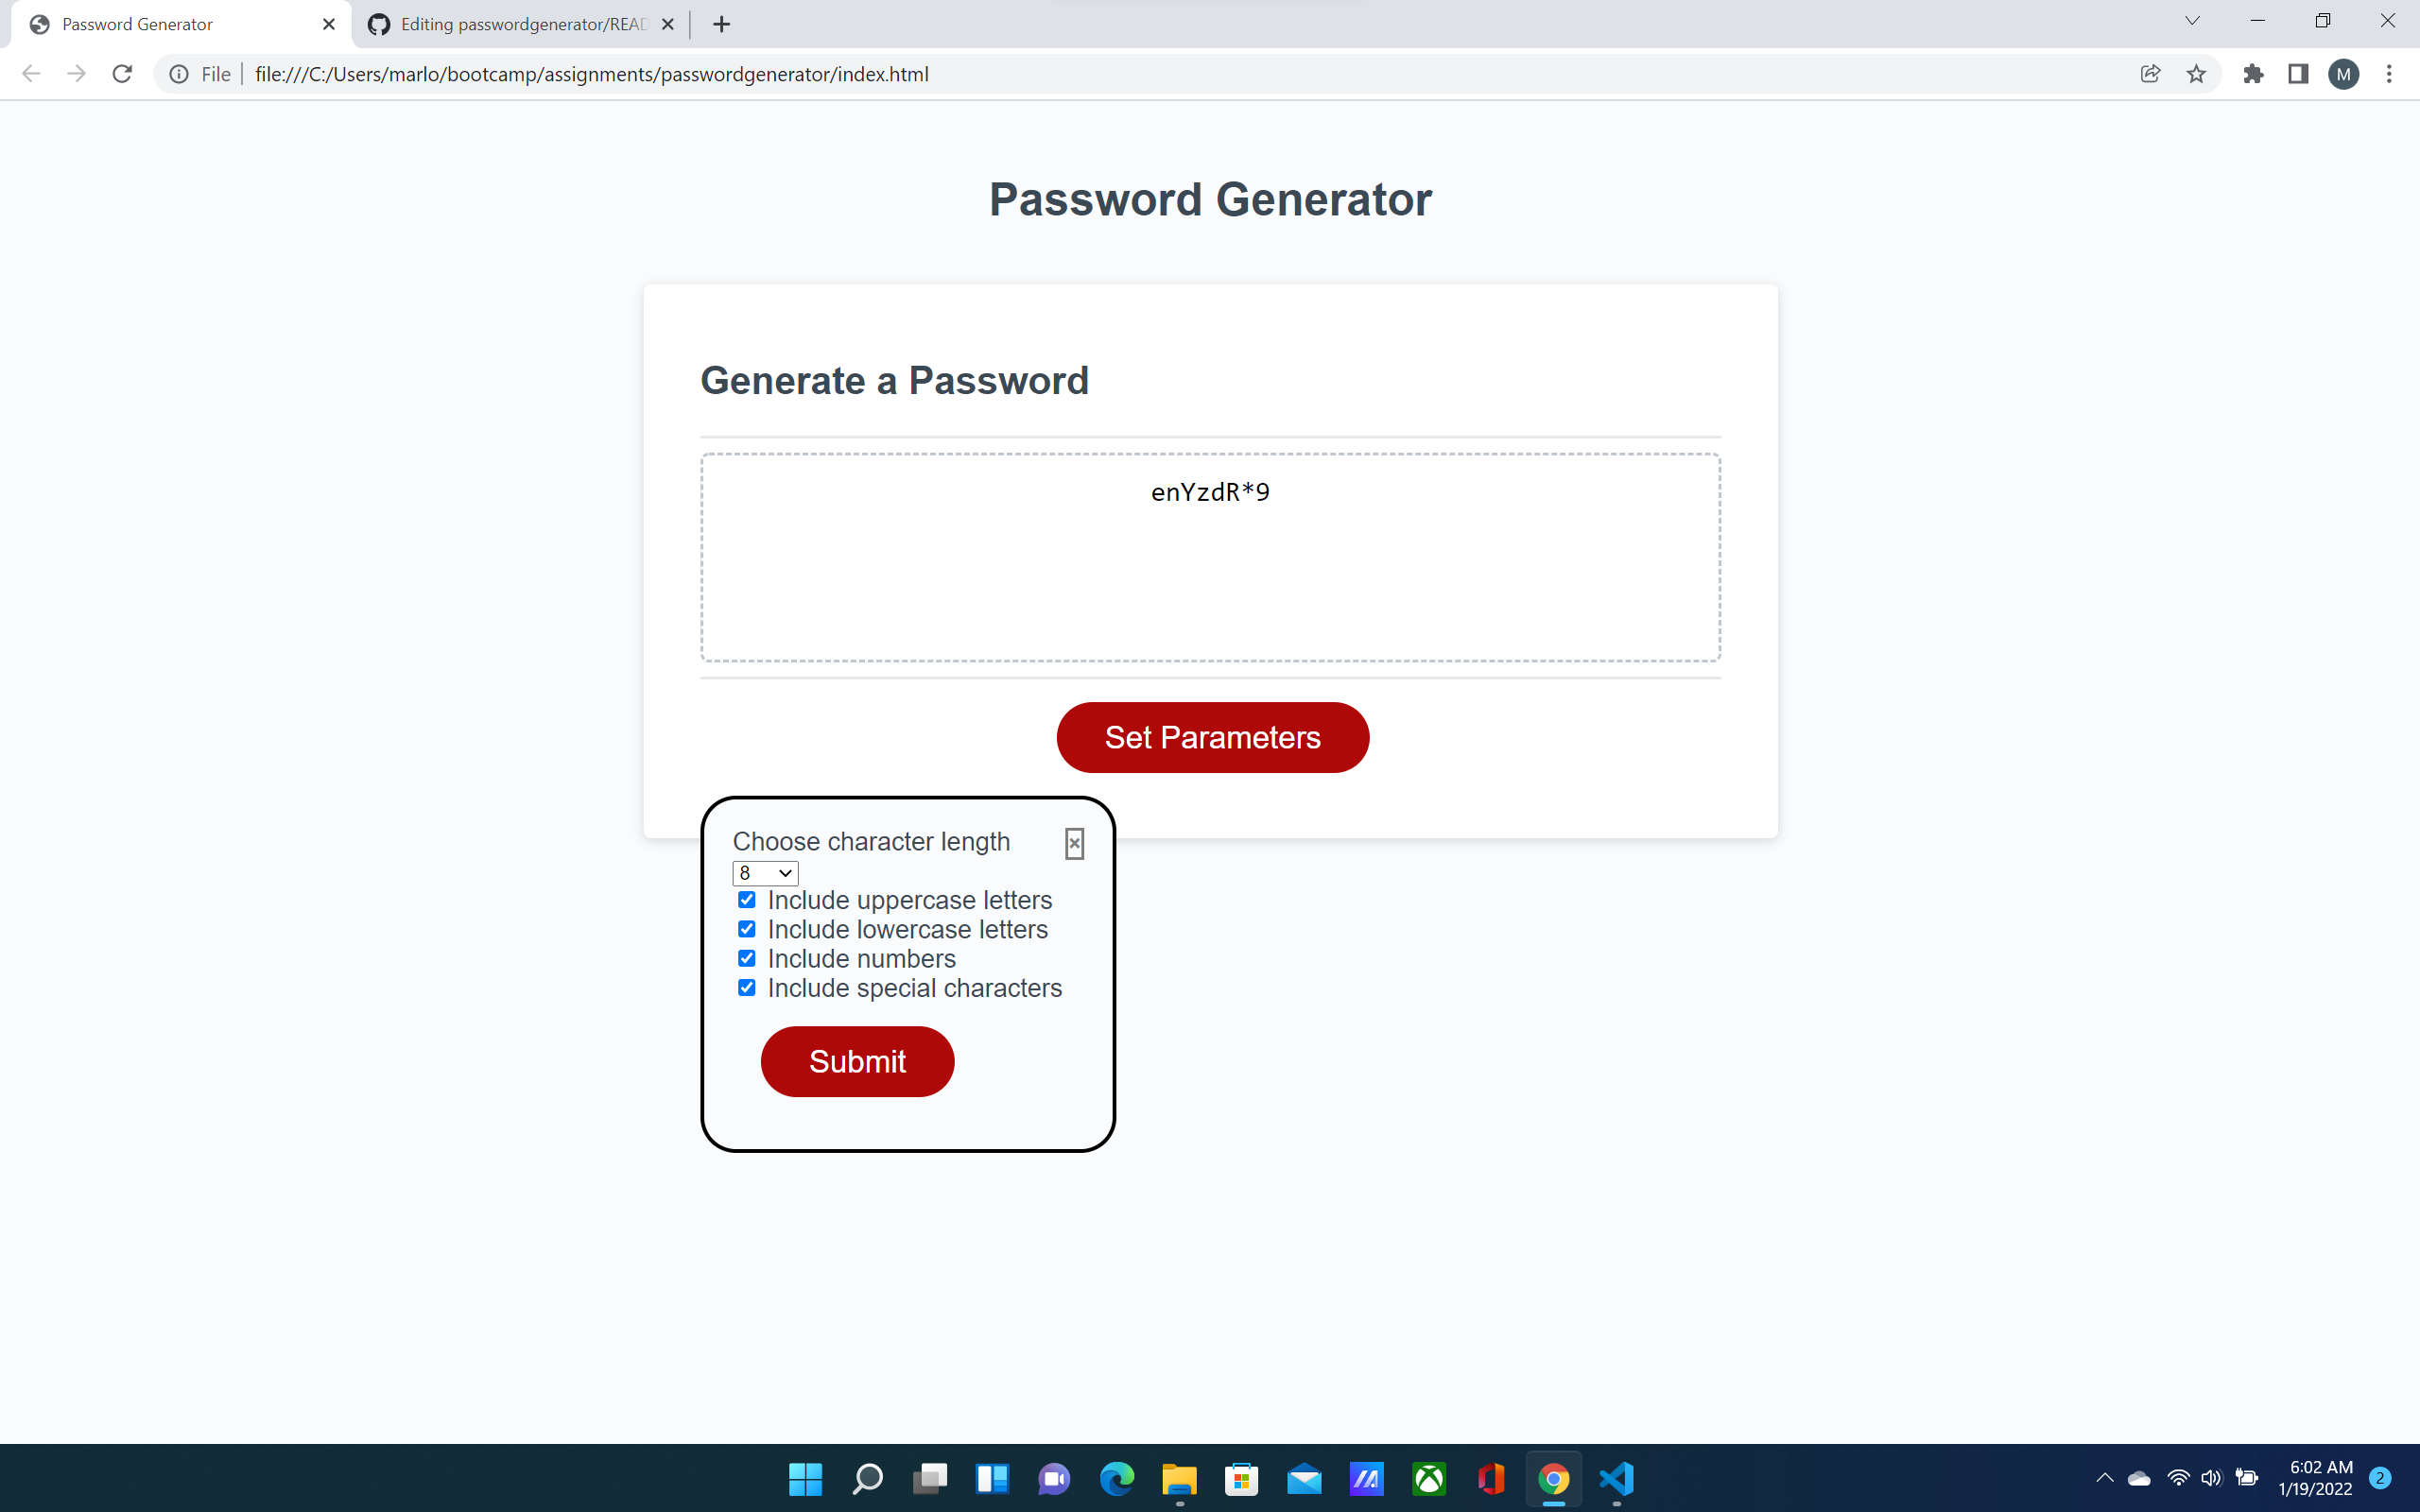 Password Generator
Editing passwordgenerator/READ
File
file:///C:/Users/marlo/bootcamp/assignments/passwordgenerator/index.html
M
Password Generator
Generate a Password
enYzdR*9
Set Parameters
Choose character length
×
8
Include uppercase letters
Include lowercase letters
Include numbers
Include special characters
Submit
6:02 AM
1/19/2022
2